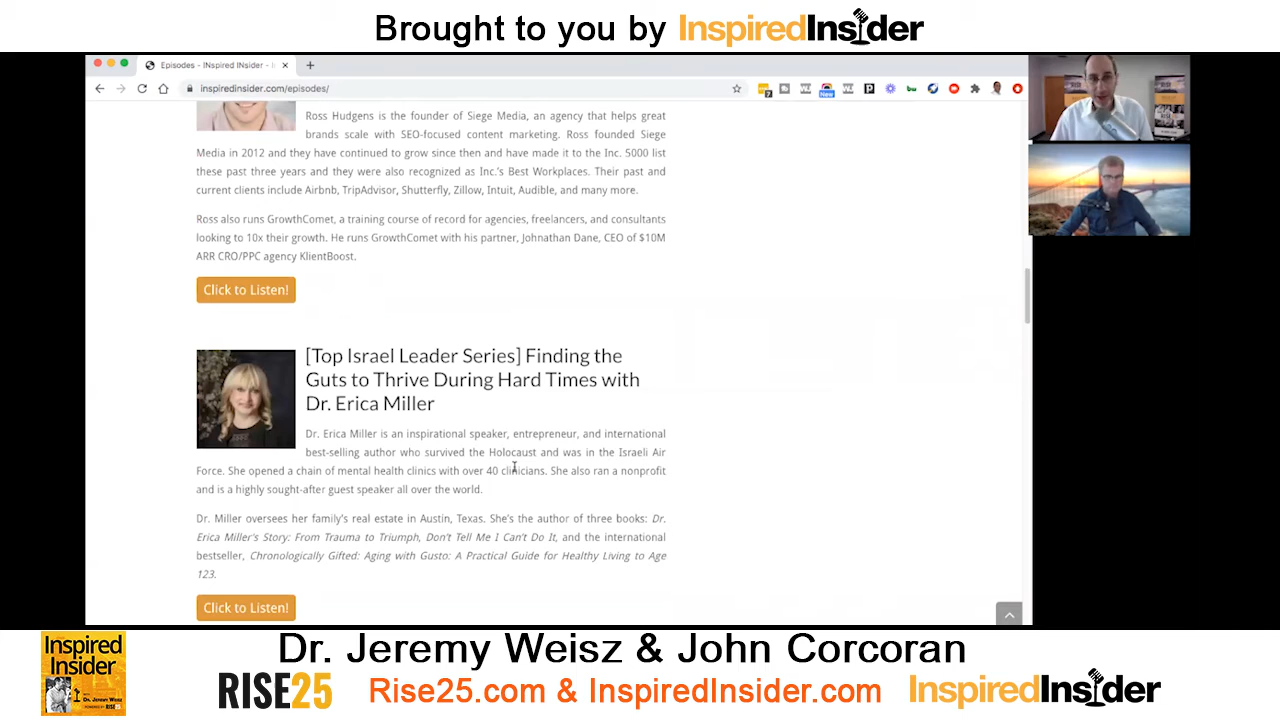 Brought to you by InspiredInsider
Episodes - INspired INsider - I
inspiredinsider.com/episodes/
New
Ross Hudgens is the founder of Siege Media, an agency that helps great
brands scale with SEO-focused content marketing. Ross founded Siege
Media in 2012 and they have continued to grow since then and have made it to the Inc. 5000 list
these past three years and they were also recognized as Inc.'s Best Workplaces. Their past and
current clients include Airbnb, TripAdvisor, Shutterfly, Zillow, Intuit, Audible, and many more.
Ross also runs GrowthComet, a training course of record for agencies, freelancers, and consultants
looking to 10x their growth. He runs GrowthComet with his partner, Johnathan Dane, CEO of $10M
ARR CRO/PPC agency KlientBoost.
Click to Listen!
[Top Israel Leader Series] Finding the
Guts to Thrive During Hard Times with
Dr. Erica Miller
Dr. Erica Miller is an inspirational speaker, entrepreneur, and international
best-selling author who survived the Holocaust and was in the Israeli Air
Force. She opened a chain of mental health clinics with over 40 clinicians. She also ran a nonprofit
and is a highly sought-after guest speaker all over the world.
Dr. Miller oversees her family's real estate in Austin, Texas. She's the author of three books: Dr.
Erica Miller's Story: From Trauma to Triumph, Don't Tell Me I Can't Do It, and the international
bestseller, Chronologically Gifted: Aging with Gusto: A Practical Guide for Healthy Living to Age
123.
Click to Listen!
Inspired
Insider
Dr. Jeremy Weisz
POWERED BY RISE25
Dr. Jeremy Weisz & John Corcoran
RISE25
Rise25.com & InspiredInsider.com
InspiredInsider